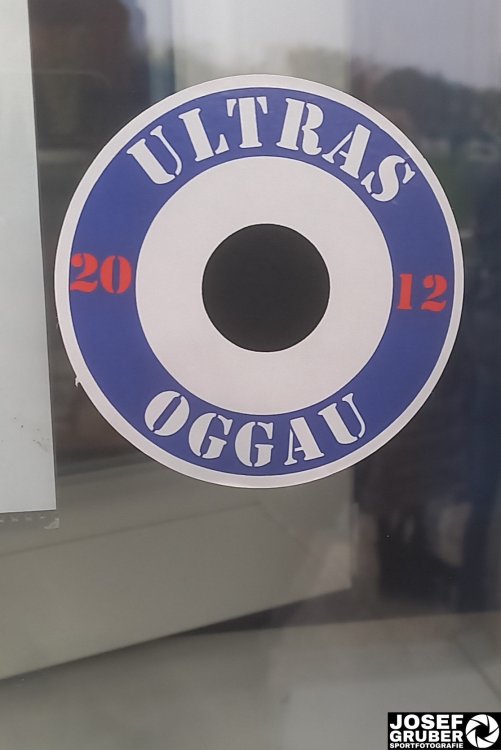 ULTRAS
20 12
OGGAU
JOSEF
GRUBER
SPORTFOTOGRAFIE